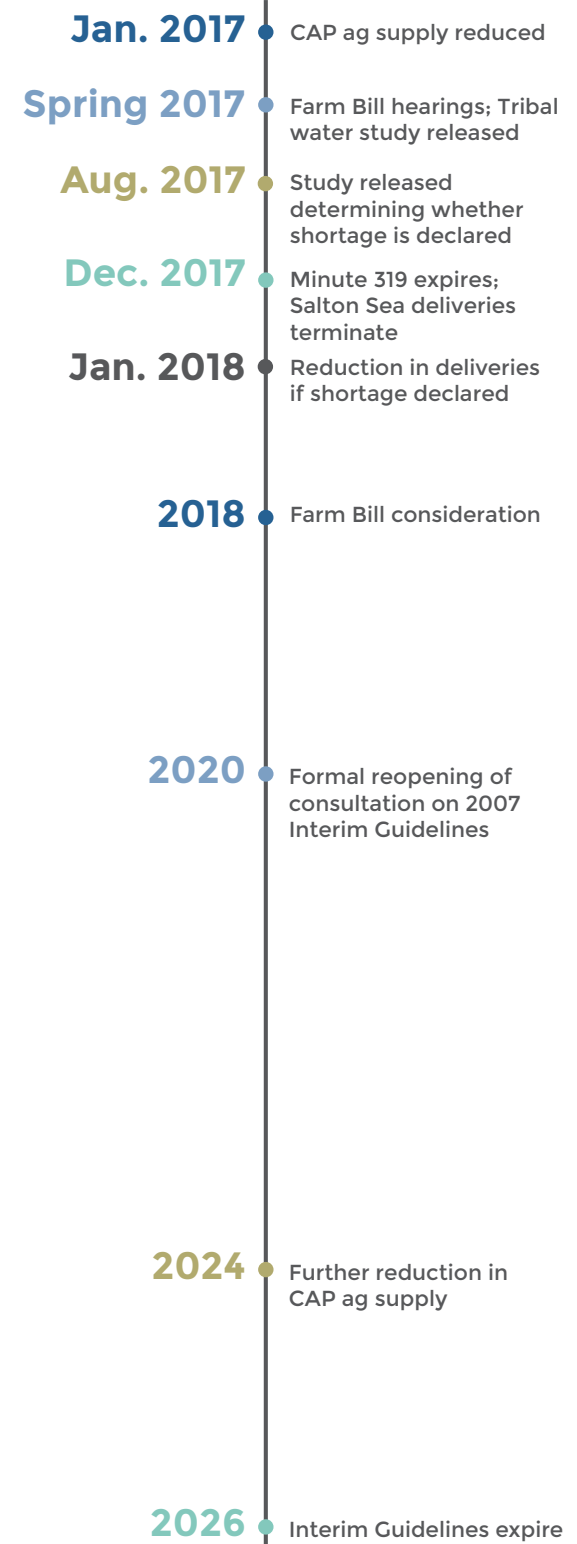 Jan. 2017
CAP ag supply reduced
Spring 2017
Farm Bill hearings; Tribal
water study released
Aug. 2017
Study released
determining whether
shortage is declared
Dec. 2017
Minute 319 expires;
Salton Sea deliveries
terminate
Jan. 2018
Reduction in deliveries
if shortage declared
2018
Farm Bill consideration
2020
Formal reopening of
consultation on 2007
Interim Guidelines
2024
Further reduction in
CAP ag supply
2026
Interim Guidelines expire